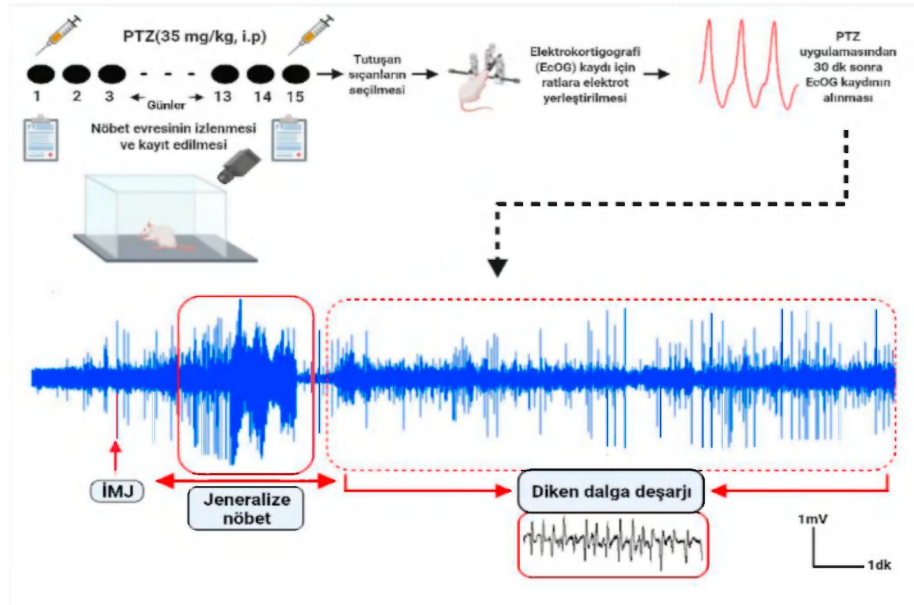 PTZ(35 mg/kg, i.p)
1 2 3 13 14 15
Günler
Nöbet evresinin izlenmesi
ve kayıt edilmesi
Tutuşan
sıçanların
seçilmesi
Elektrokortigografi
(EcOG) kaydı için
ratlara elektrot
yerleştirilmesi
PTZ
uygulamasından
30 dk sonra
EcOG kaydının
alınması
İMJ
Jeneralize
nöbet
Diken dalga deşarjı
1mV
1dk